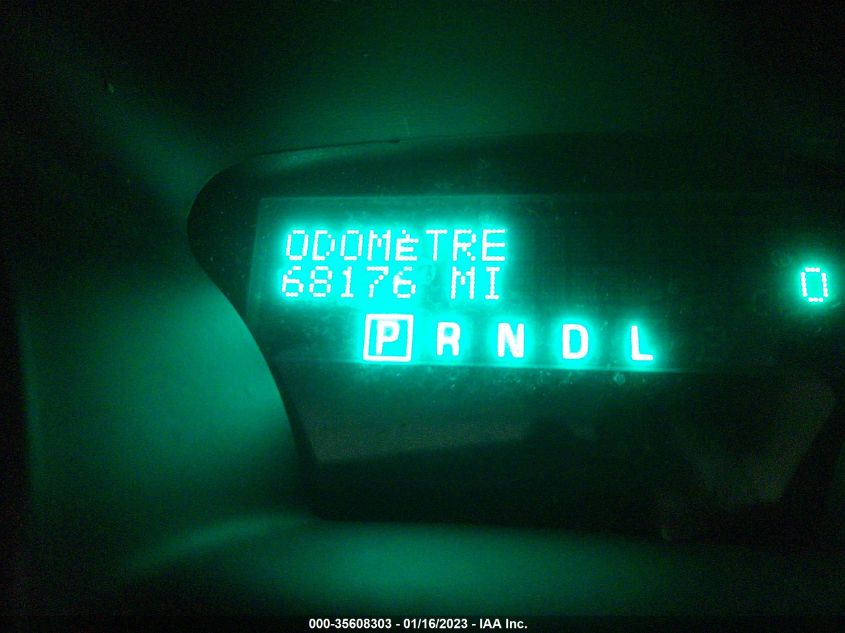 ODOMÈTRE
68176 MI
0
P R N D L
000-35608303 - 01/16/2023 - IAA Inc.